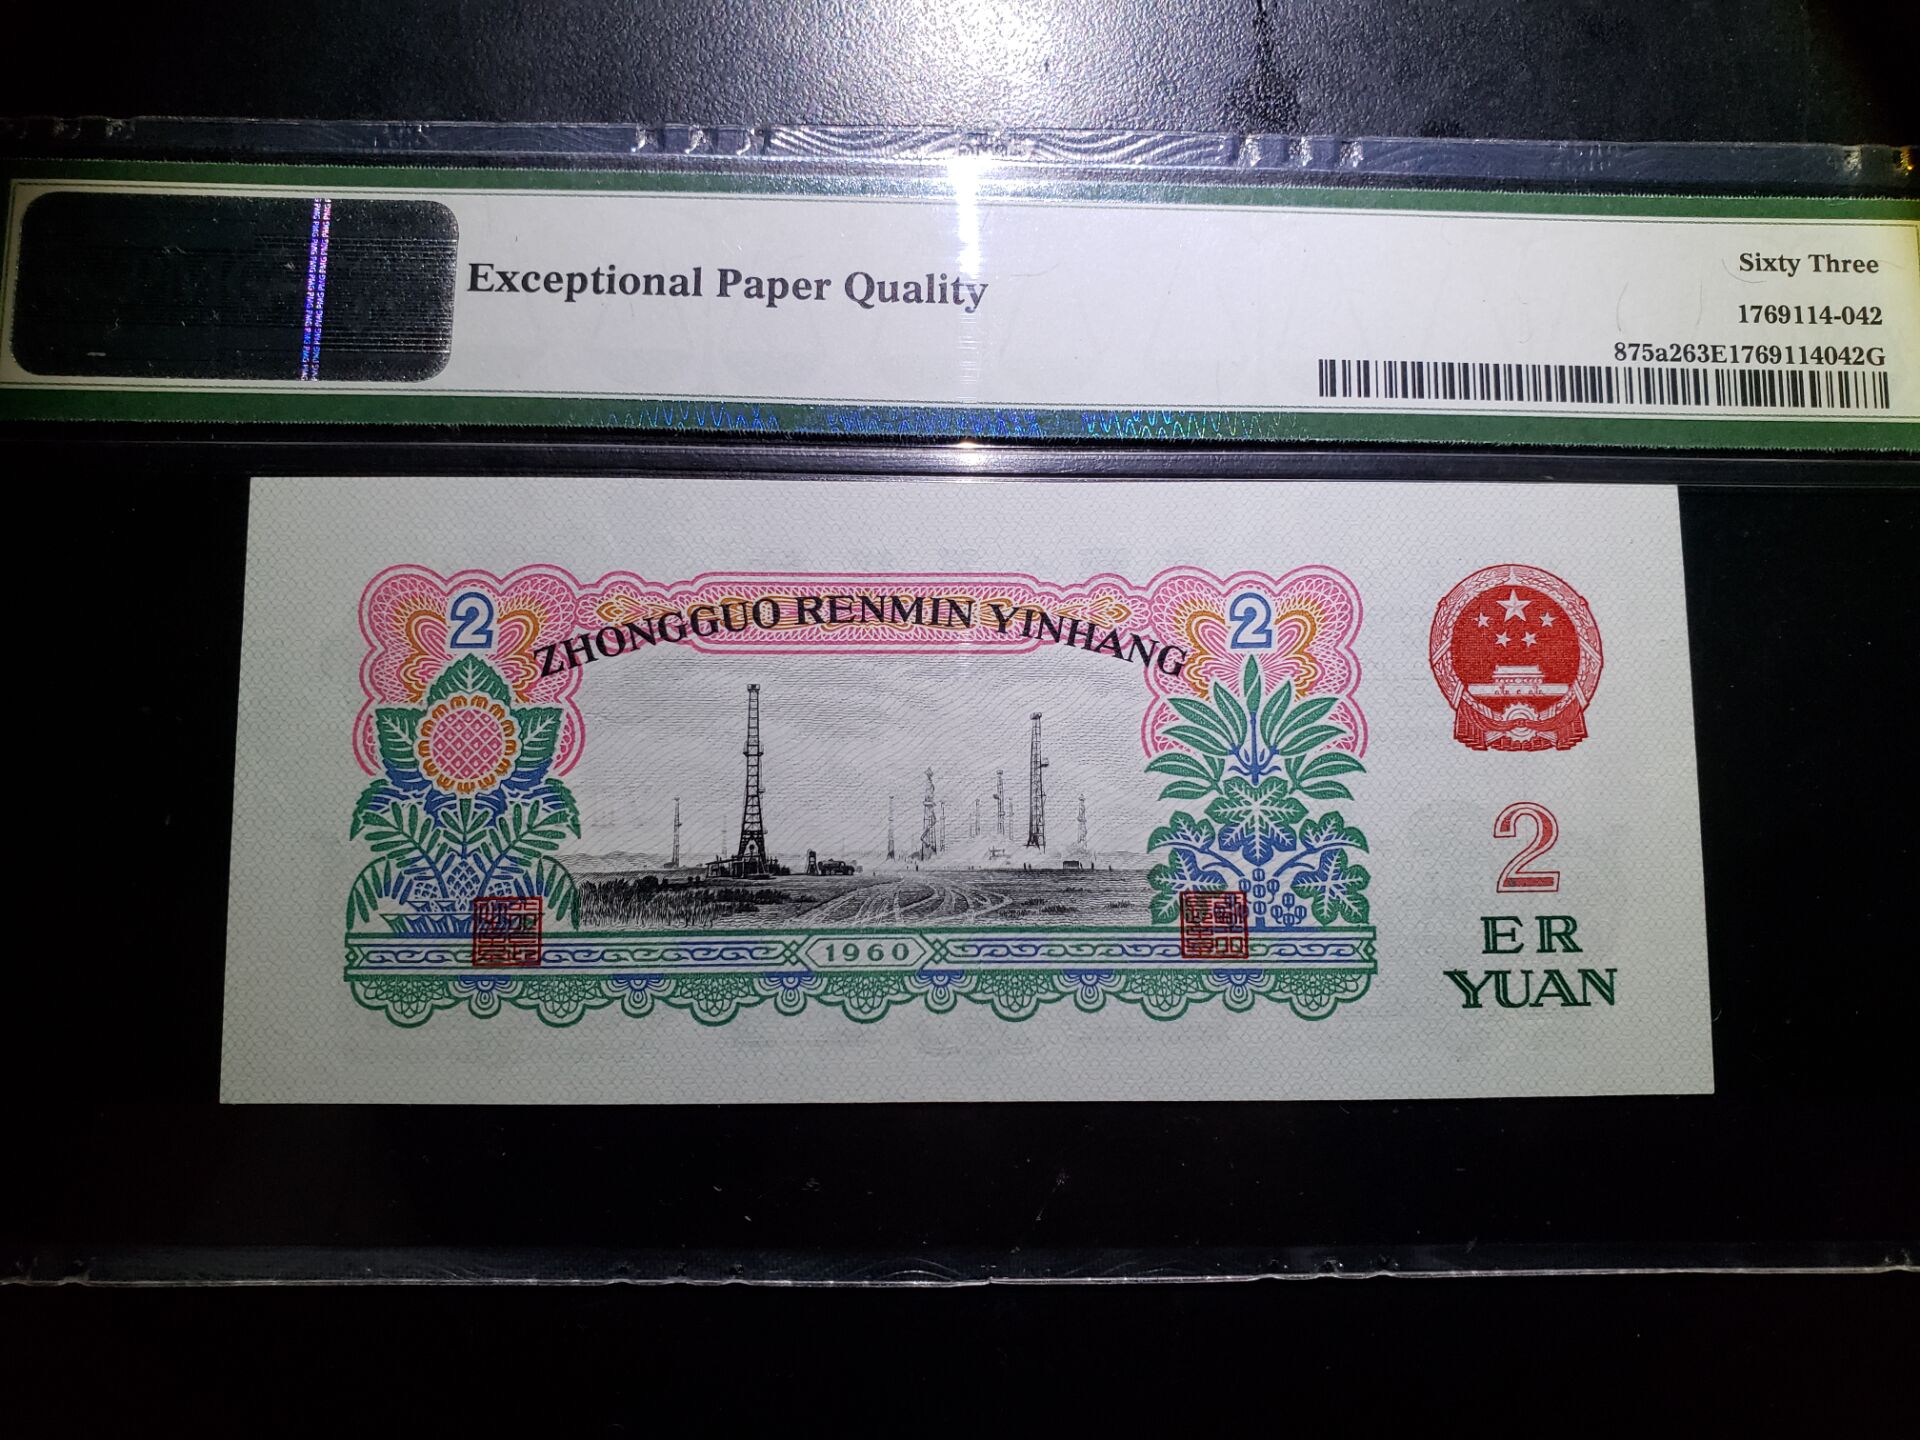 Exceptional Paper Quality
Sixty Three
1769114-042
875a263E1769114042G
2
ZHONGGUO RENMIN YINHANG
2
1960
2
ER
YUAN